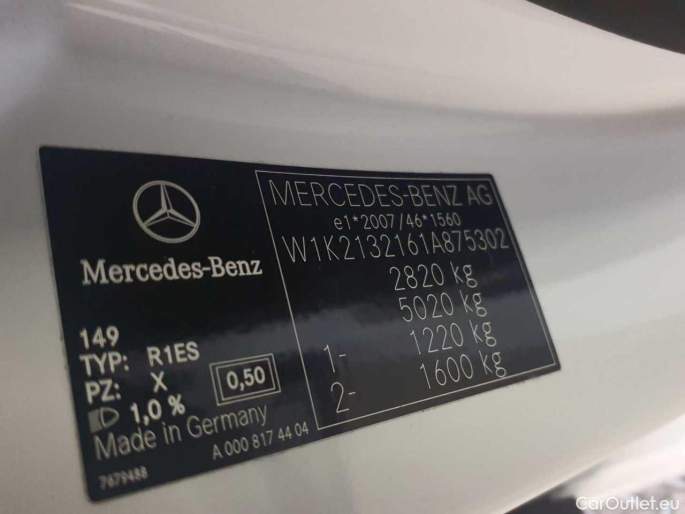 Mercedes-Benz
149
TYP: R1ES
PZ: X
0,50
1,0 %
Made in Germany
A 000 817 44 04
7679488
MERCEDES-BENZ AG
e1*2007/46*1560
W1K2132161A875302
2820 kg
5020 kg
1- 1220 kg
2- 1600 kg
CarOutlet.eu